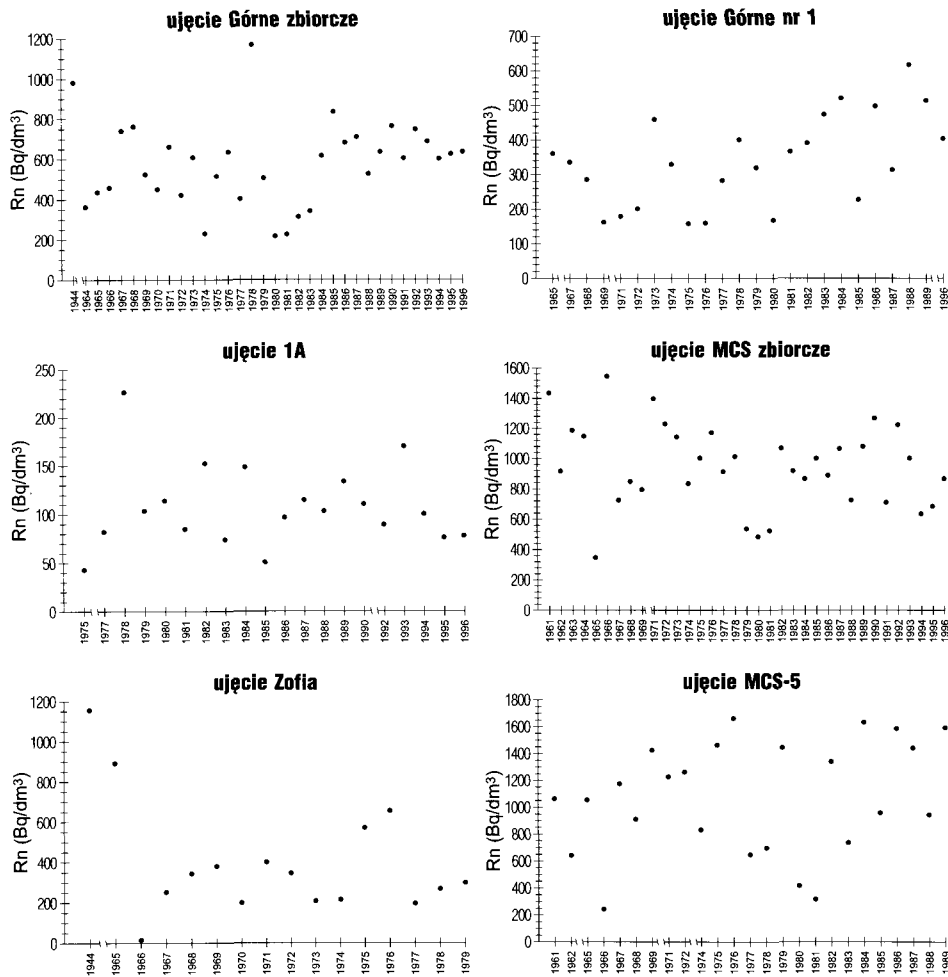 ujęcie Górne zbiorcze
Rn (Bq/dm³)
1200
1000
800
600
400
200
0
1944 1964 1965 1966 1967 1968 1969 1970 1971 1972 1973 1974 1975 1976 1977 1978 1979 1980 1981 1982 1983 1984 1985 1986 1987 1988 1989 1990 1991 1992 1993 1994 1995 1996
ujęcie Górne nr 1
Rn (Bq/dm³)
700
600
500
400
300
200
100
0
1965 1967 1968 1969 1971 1972 1973 1974 1975 1976 1977 1978 1979 1980 1981 1982 1983 1984 1985 1986 1987 1988 1989 1996
ujęcie 1A
Rn (Bq/dm³)
250
200
150
100
50
0
1975 1977 1978 1979 1980 1981 1982 1983 1984 1985 1986 1987 1988 1989 1990 1992 1993 1994 1995 1996
ujęcie MCS zbiorcze
Rn (Bq/dm³)
1600
1400
1200
1000
800
600
400
200
0
1961 1962 1963 1964 1965 1966 1967 1968 1969 1971 1972 1973 1974 1975 1976 1977 1978 1979 1980 1981 1982 1983 1984 1985 1986 1987 1988 1989 1990 1991 1992 1993 1994 1995 1996
ujęcie Zofia
Rn (Bq/dm³)
1200
1000
800
600
400
200
0
1944 1965 1966 1967 1968 1969 1970 1971 1972 1973 1974 1975 1976 1977 1978 1979
ujęcie MCS-5
Rn (Bq/dm³)
1800
1600
1400
1200
1000
800
600
400
200
0
1961 1962 1965 1966 1967 1968 1969 1971 1972 1974 1975 1976 1977 1978 1979 1980 1981 1982 1983 1984 1985 1986 1987 1988